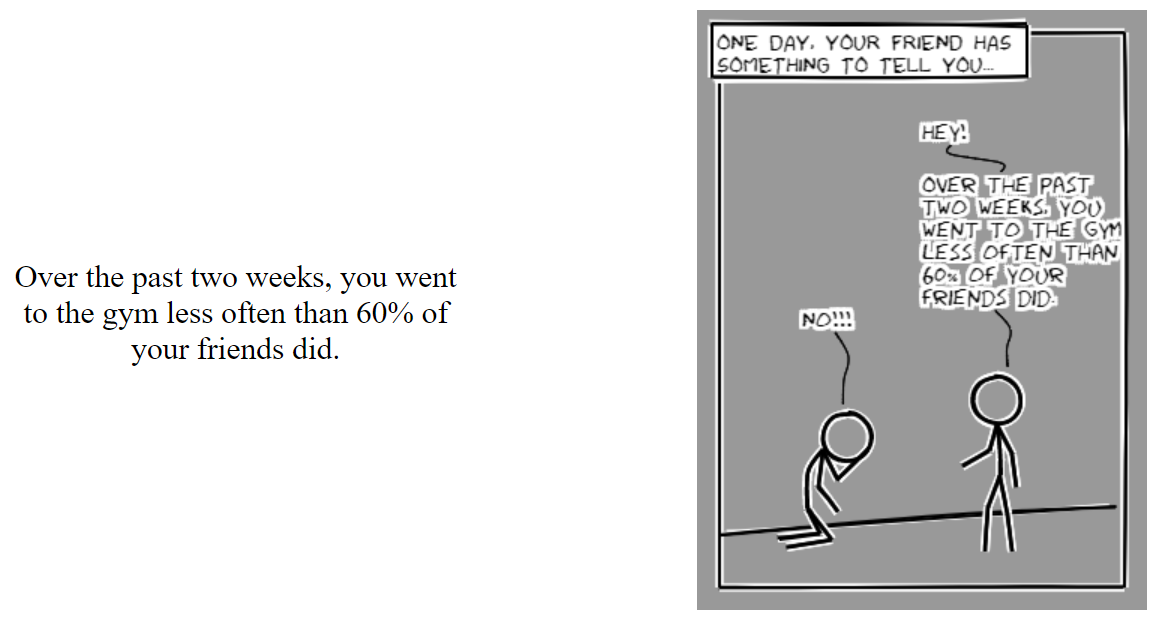 Over the past two weeks, you went
to the gym less often than 60% of
your friends did.
ONE DAY, YOUR FRIEND HAS
SOMETHING TO TELL YOU...
HEY!
OVER THE PAST
TWO WEEKS, YOU
WENT TO THE GYM
LESS OFTEN THAN
60% OF YOUR
FRIENDS DID.
NO!!!